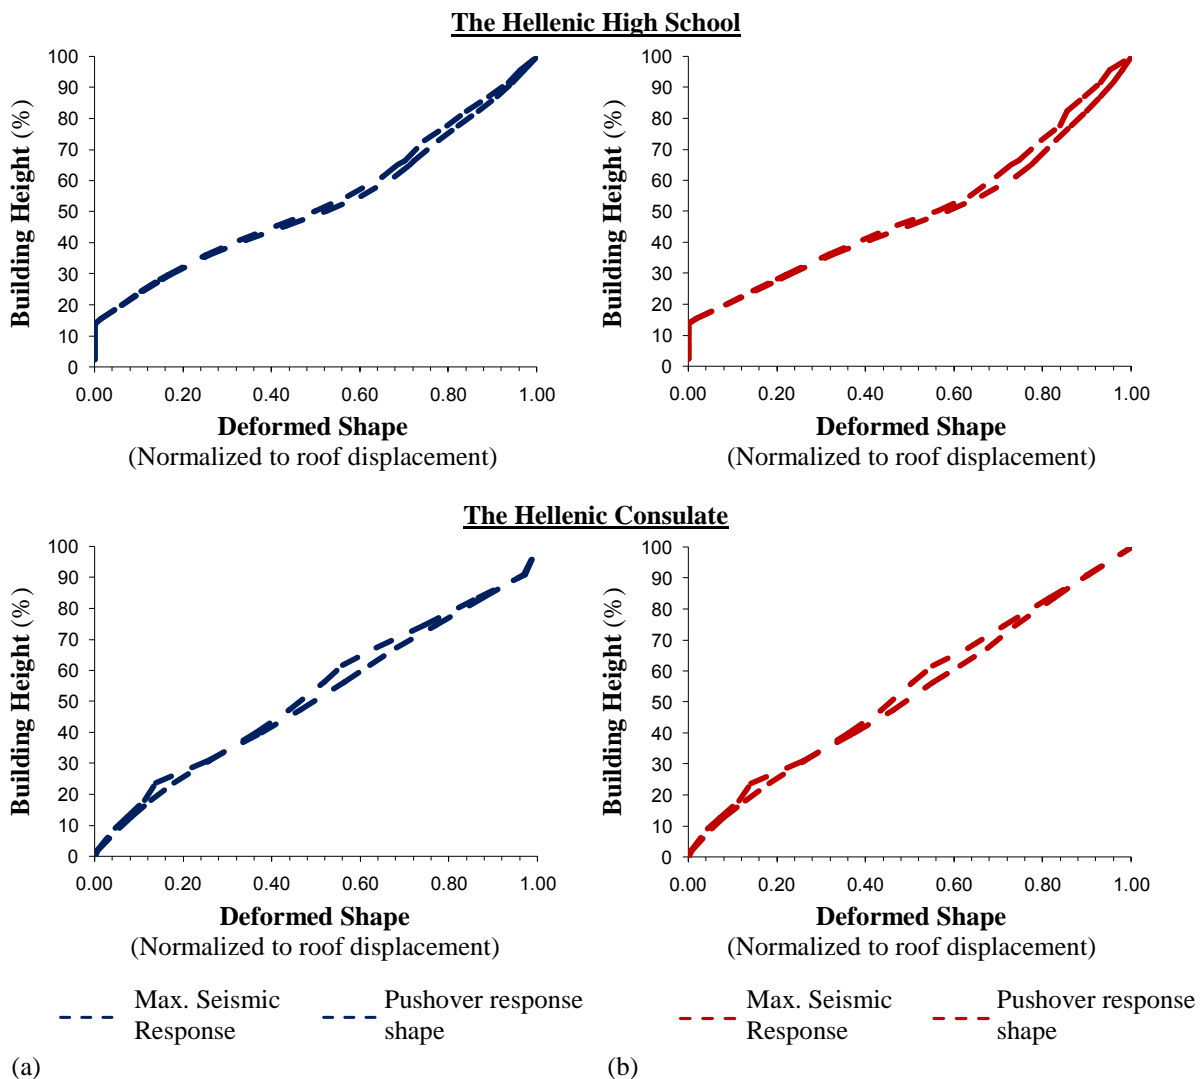 The Hellenic High School
Building Height (%)
100
90
80
70
60
50
40
30
20
10
0
0.00 0.20 0.40 0.60 0.80 1.00
Deformed Shape
(Normalized to roof displacement)
Building Height (%)
100
90
80
70
60
50
40
30
20
10
0
0.00 0.20 0.40 0.60 0.80 1.00
Deformed Shape
(Normalized to roof displacement)
The Hellenic Consulate
Building Height (%)
100
90
80
70
60
50
40
30
20
10
0
0.00 0.20 0.40 0.60 0.80 1.00
Deformed Shape
(Normalized to roof displacement)
Building Height (%)
100
90
80
70
60
50
40
30
20
10
0
0.00 0.20 0.40 0.60 0.80 1.00
Deformed Shape
(Normalized to roof displacement)
Max. Seismic
Response
Pushover response
shape
Max. Seismic
Response
Pushover response
shape
(a)
(b)